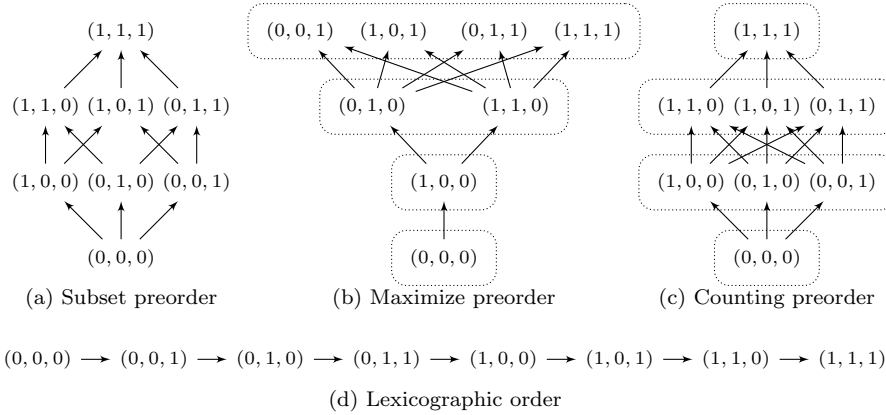 (1, 1, 1) (0, 0, 1) (1, 0, 1) (0, 1, 1) (1, 1, 1) (1, 1, 1)
(1, 1, 0) (1, 0, 1) (0, 1, 1) (0, 1, 0) (1, 1, 0) (1, 1, 0) (1, 0, 1) (0, 1, 1)
(1, 0, 0) (0, 1, 0) (0, 0, 1) (1, 0, 0) (1, 0, 0) (0, 1, 0) (0, 0, 1)
(0, 0, 0) (0, 0, 0) (0, 0, 0)
(a) Subset preorder (b) Maximize preorder (c) Counting preorder
(0, 0, 0) (0, 0, 1) (0, 1, 0) (0, 1, 1) (1, 0, 0) (1, 0, 1) (1, 1, 0) (1, 1, 1)
(d) Lexicographic order